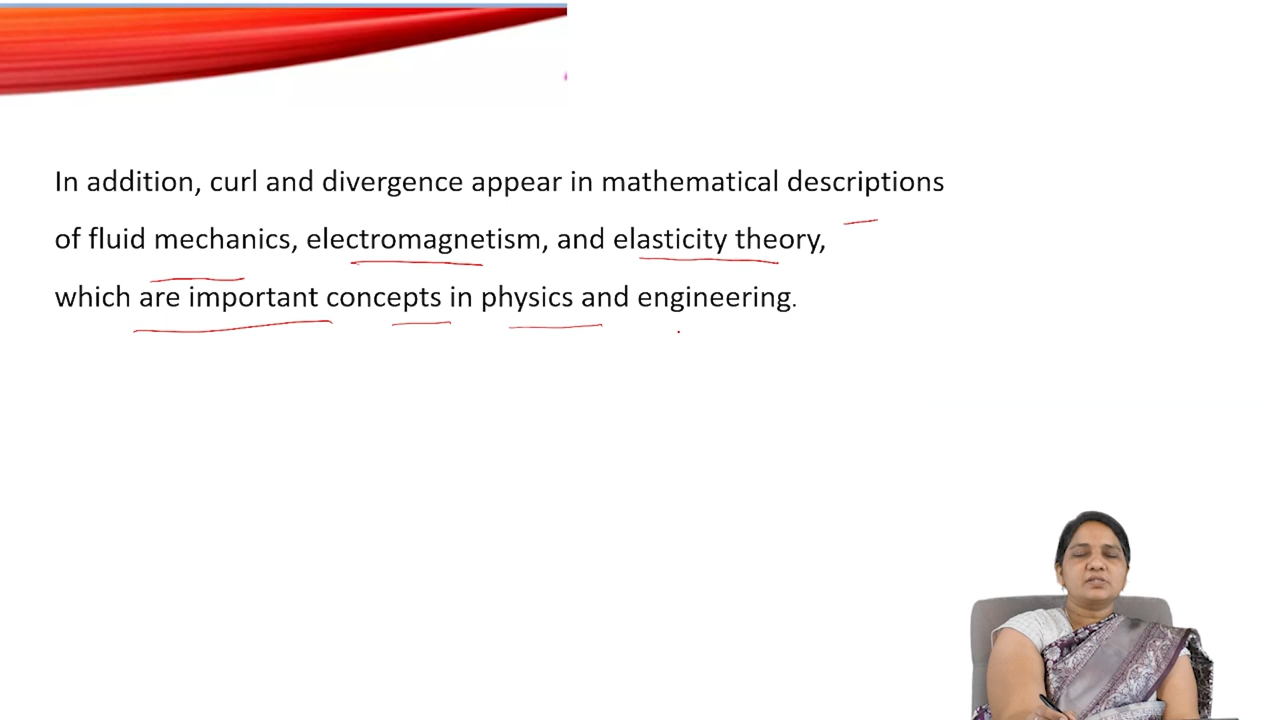 In addition, curl and divergence appear in mathematical descriptions
of fluid mechanics, electromagnetism, and elasticity theory,
which are important concepts in physics and engineering.